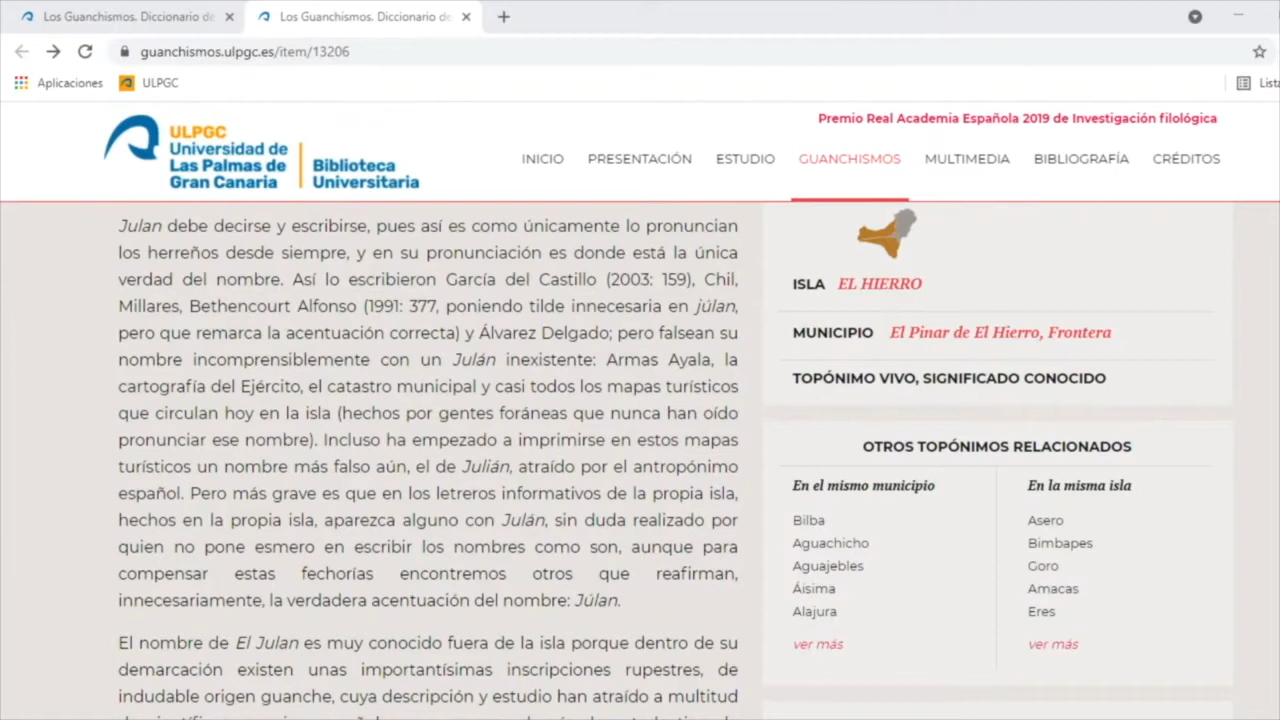 Los Guanchismos. Diccionario de
Los Guanchismos. Diccionario de
guanchismos.ulpgc.es/item/13206
Aplicaciones
ULPGC
Lista
Premio Real Academia Española 2019 de Investigación filológica
ULPGC
Universidad de
Las Palmas de
Gran Canaria
Biblioteca
Universitaria
INICIO
PRESENTACIÓN
ESTUDIO
GUANCHISMOS
MULTIMEDIA
BIBLIOGRAFÍA
CRÉDITOS
Julan debe decirse y escribirse, pues así es como únicamente lo pronuncian
los herreños desde siempre, y en su pronunciación es donde está la única
verdad del nombre. Así lo escribieron García del Castillo (2003: 159), Chil,
Millares, Bethencourt Alfonso (1991: 377, poniendo tilde innecesaria en júlan,
pero que remarca la acentuación correcta) y Álvarez Delgado; pero falsean su
nombre incomprensiblemente con un Julán inexistente: Armas Ayala, la
cartografía del Ejército, el catastro municipal y casi todos los mapas turísticos
que circulan hoy en la isla (hechos por gentes foráneas que nunca han oído
pronunciar ese nombre). Incluso ha empezado a imprimirse en estos mapas
turísticos un nombre más falso aún, el de Julián, atraído por el antropónimo
español. Pero más grave es que en los letreros informativos de la propia isla,
hechos en la propia isla, aparezca alguno con Julán, sin duda realizado por
quien no pone esmero en escribir los nombres como son, aunque para
compensar estas fechorías encontremos otros que reafirman,
innecesariamente, la verdadera acentuación del nombre: Júlan.
El nombre de El Julan es muy conocido fuera de la isla porque dentro de su
demarcación existen unas importantísimas inscripciones rupestres, de
indudable origen guanche, cuya descripción y estudio han atraído a multitud
ISLA EL HIERRO
MUNICIPIO El Pinar de El Hierro, Frontera
TOPÓNIMO VIVO, SIGNIFICADO CONOCIDO
OTROS TOPÓNIMOS RELACIONADOS
En el mismo municipio
Bilba
Aguachicho
Aguajebles
Áisima
Alajura
ver más
En la misma isla
Asero
Bimbapes
Goro
Amacas
Eres
ver más